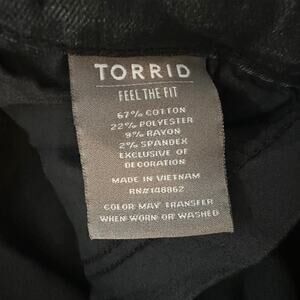 TORRID
FEEL THE FIT
67% COTTON
22% POLYESTER
9% RAYON
2% SPANDEX
EXCLUSIVE OF
DECORATION
MADE IN VIETNAM
RN#148862
COLOR MAY TRANSFER
WHEN WORN OR WASHED